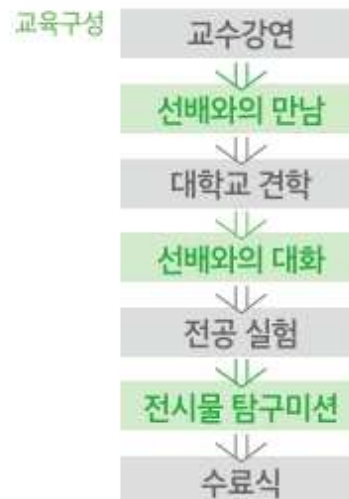 교육구성
교수강연
선배와의 만남
대학교 견학
선배와의 대화
전공 실험
전시물 탐구미션
수료식